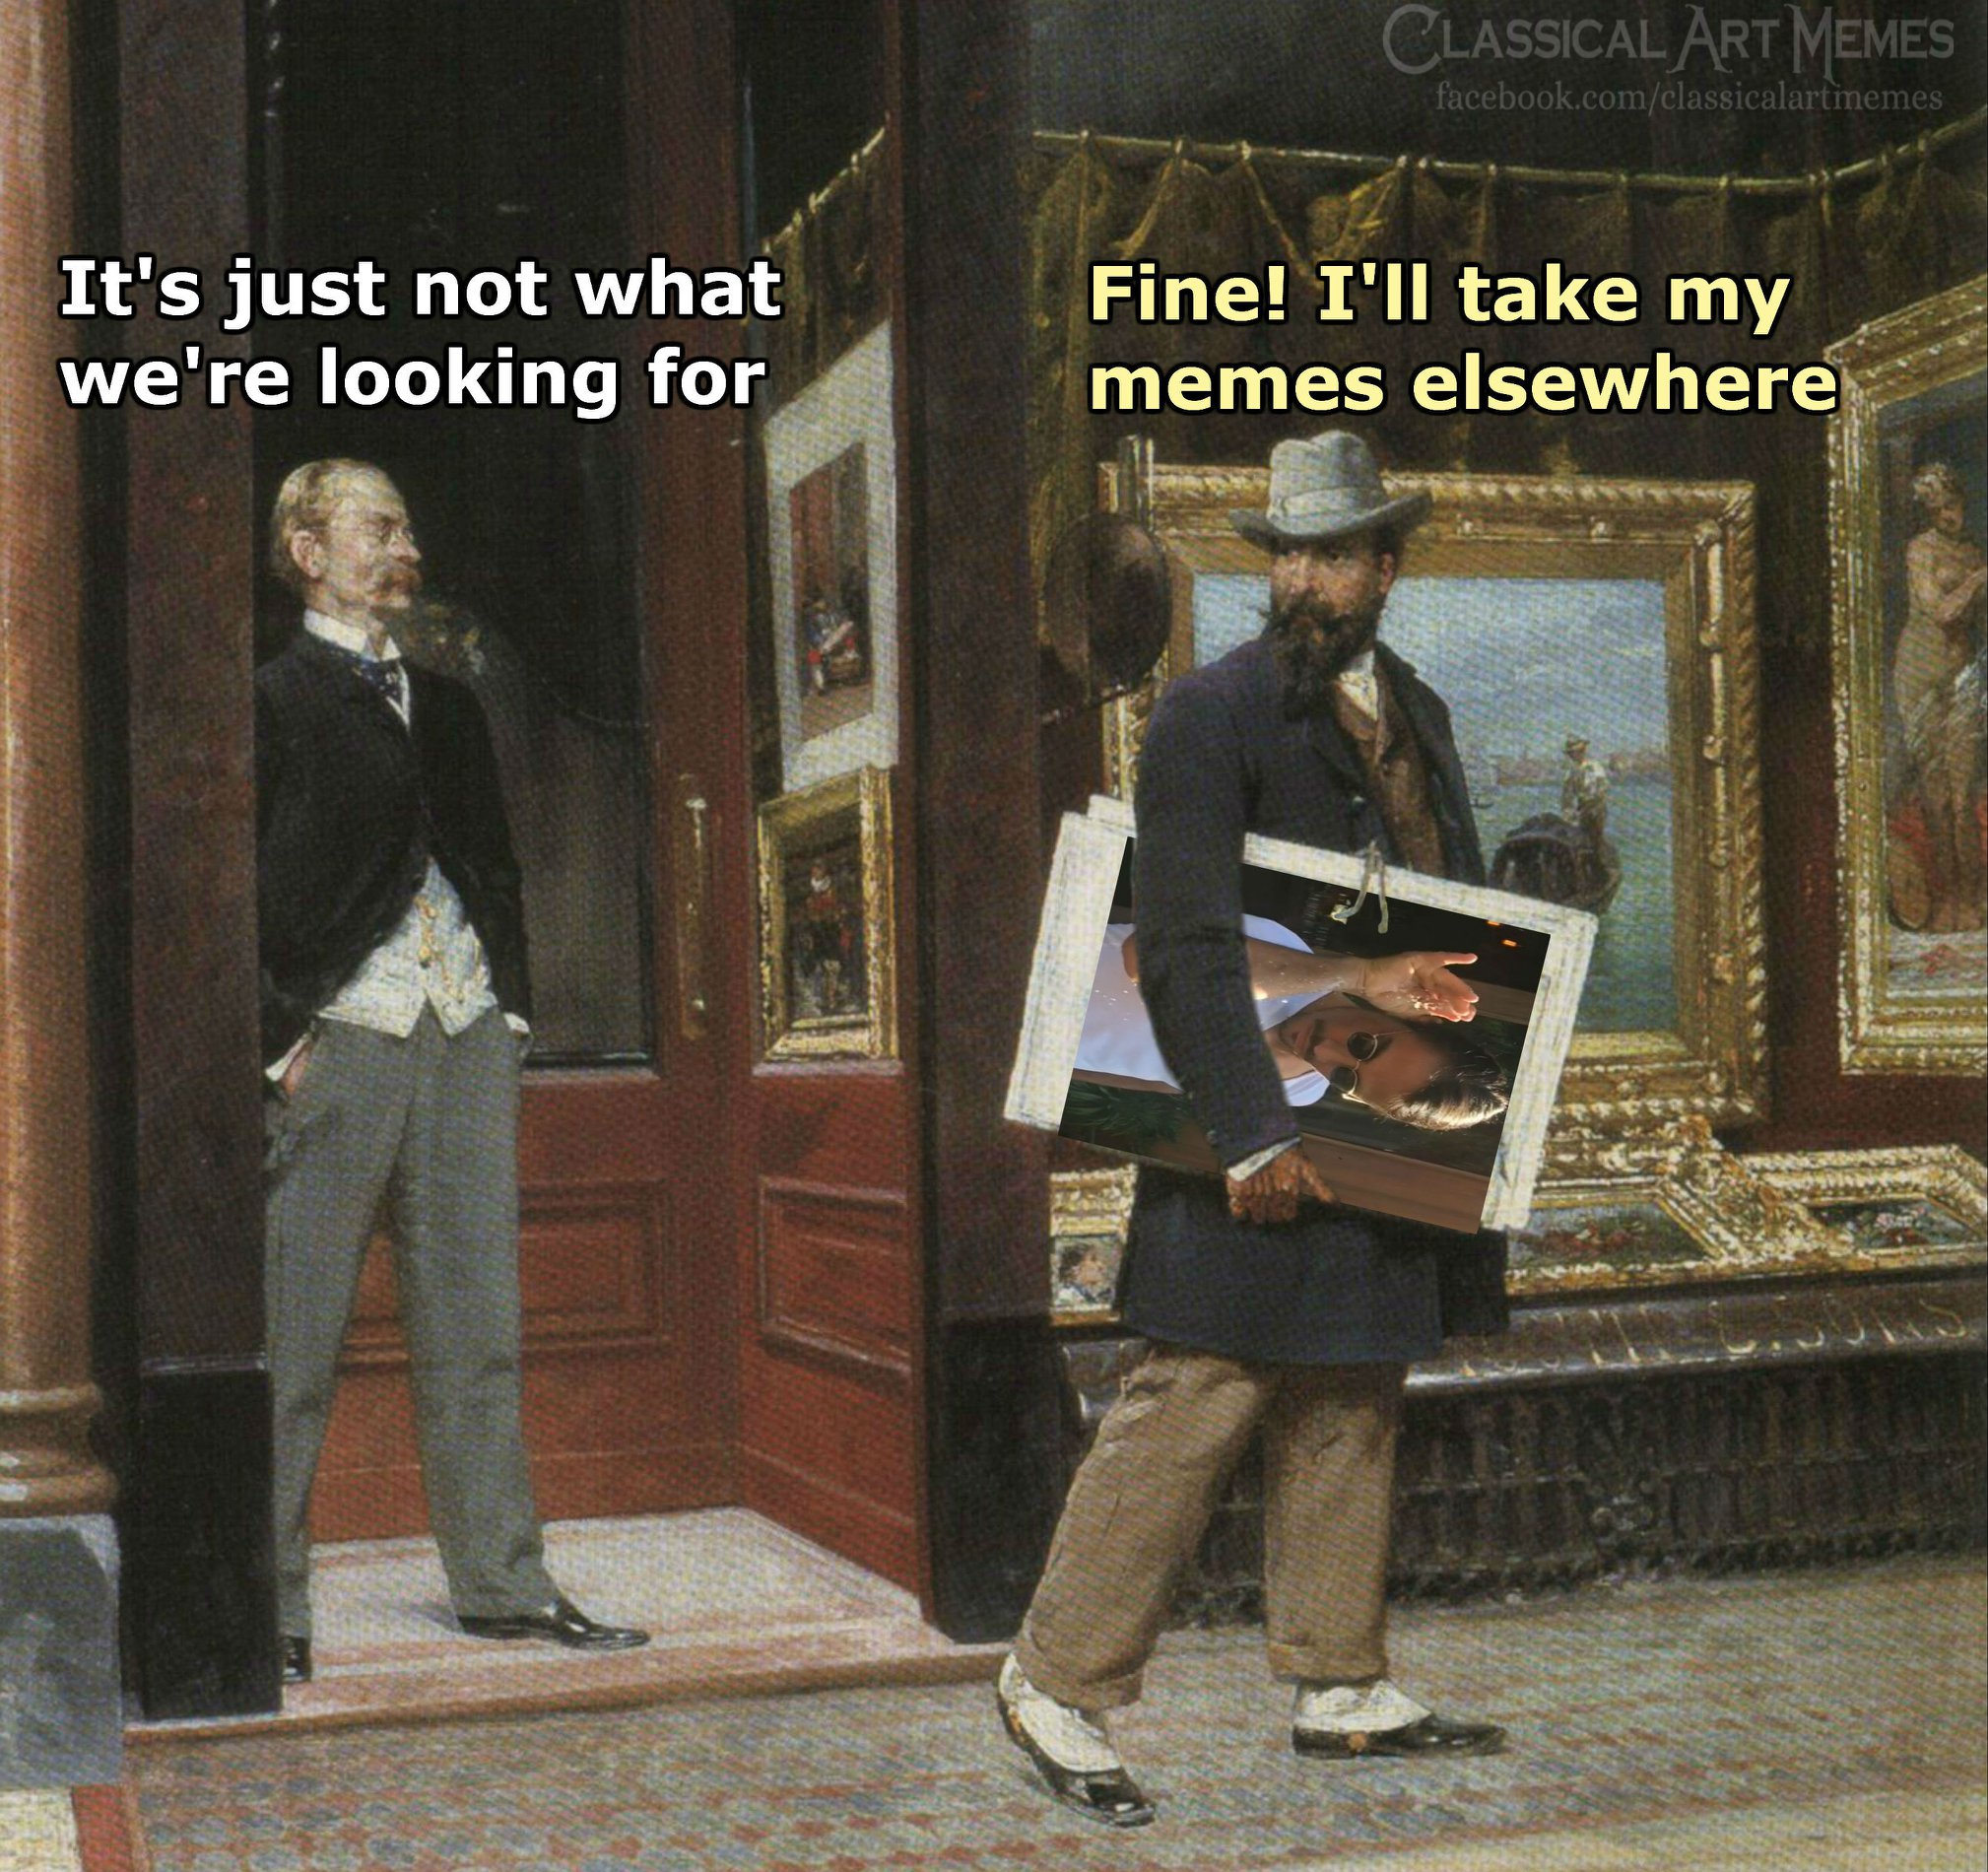 CLASSICAL ART MEMES
facebook.com/classicalartmemes
It's just not what
we're looking for
Fine! I'll take my
memes elsewhere